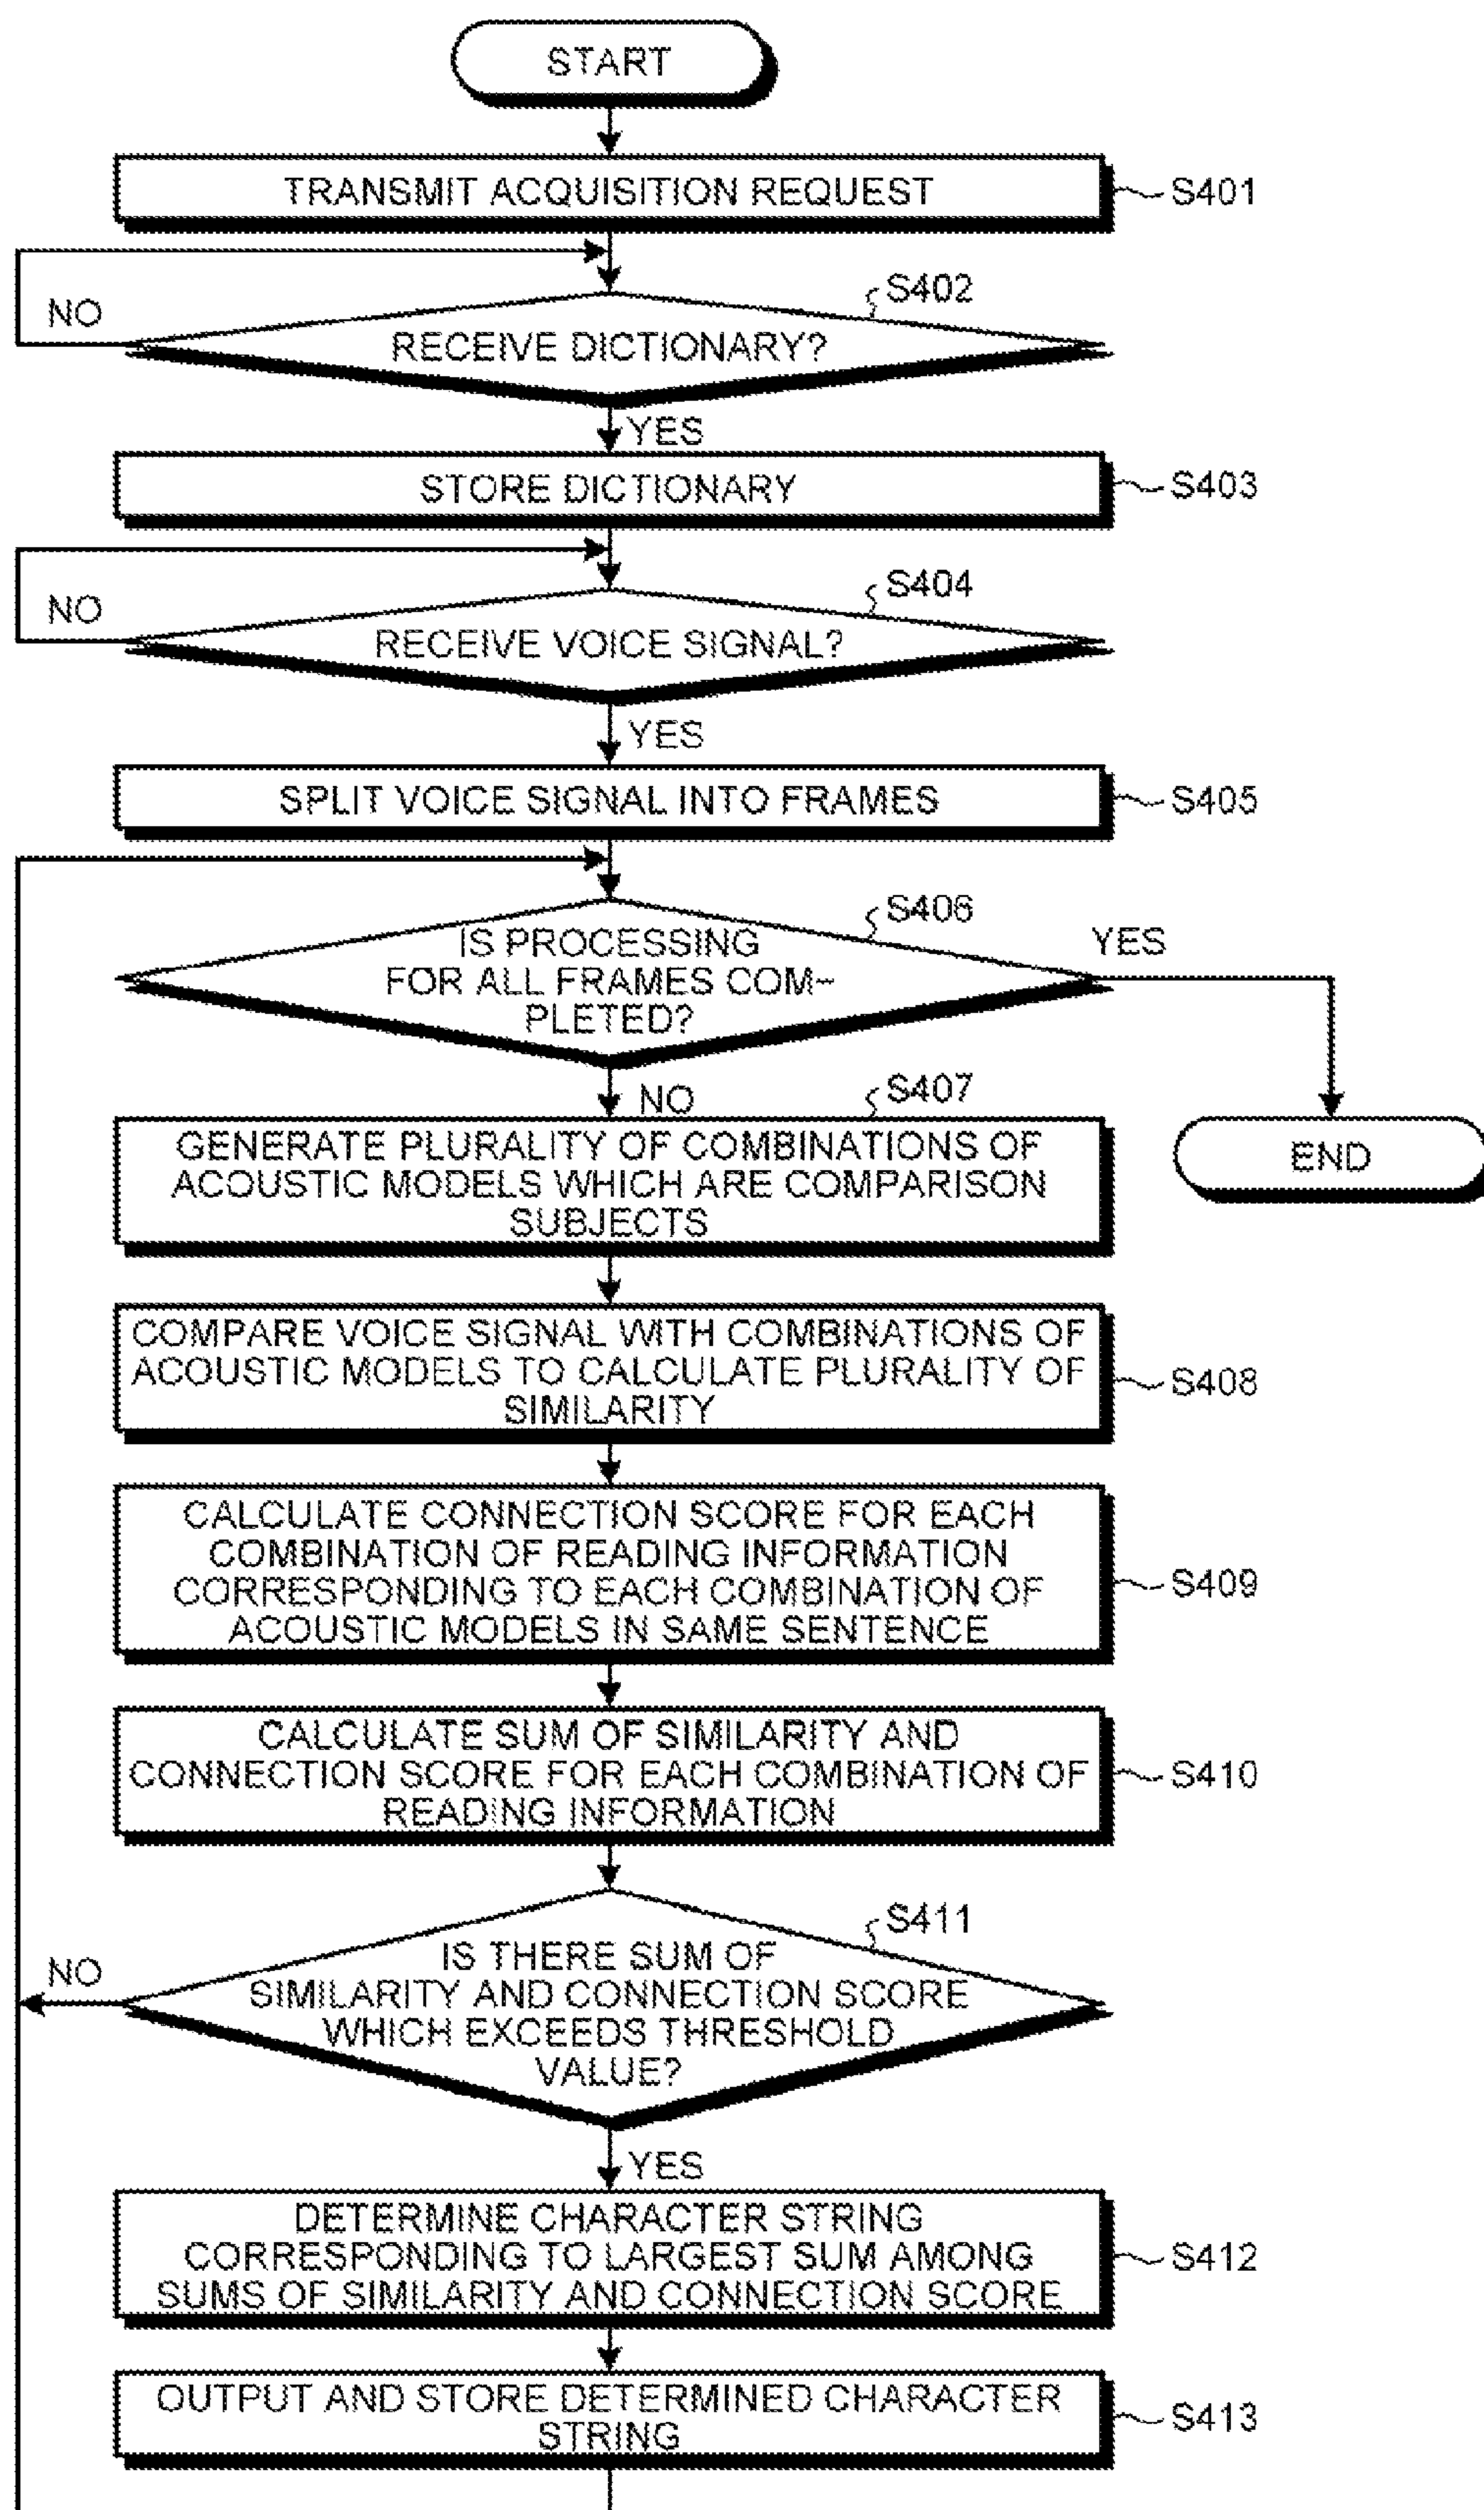 START
TRANSMIT ACQUISITION REQUEST
S401
S402
NO
RECEIVE DICTIONARY?
YES
STORE DICTIONARY
S403
S404
NO
RECEIVE VOICE SIGNAL?
YES
SPLIT VOICE SIGNAL INTO FRAMES
S405
S406
IS PROCESSING
FOR ALL FRAMES COM-
PLETED?
YES
NO
S407
GENERATE PLURALITY OF COMBINATIONS OF
ACOUSTIC MODELS WHICH ARE COMPARISON
SUBJECTS
END
COMPARE VOICE SIGNAL WITH COMBINATIONS OF
ACOUSTIC MODELS TO CALCULATE PLURALITY OF
SIMILARITY
S408
CALCULATE CONNECTION SCORE FOR EACH
COMBINATION OF READING INFORMATION
CORRESPONDING TO EACH COMBINATION OF
ACOUSTIC MODELS IN SAME SENTENCE
S409
CALCULATE SUM OF SIMILARITY AND
CONNECTION SCORE FOR EACH COMBINATION OF
READING INFORMATION
S410
S411
NO
IS THERE SUM OF
SIMILARITY AND CONNECTION SCORE
WHICH EXCEEDS THRESHOLD
VALUE?
YES
DETERMINE CHARACTER STRING
CORRESPONDING TO LARGEST SUM AMONG
SUMS OF SIMILARITY AND CONNECTION SCORE
S412
OUTPUT AND STORE DETERMINED CHARACTER
STRING
S413